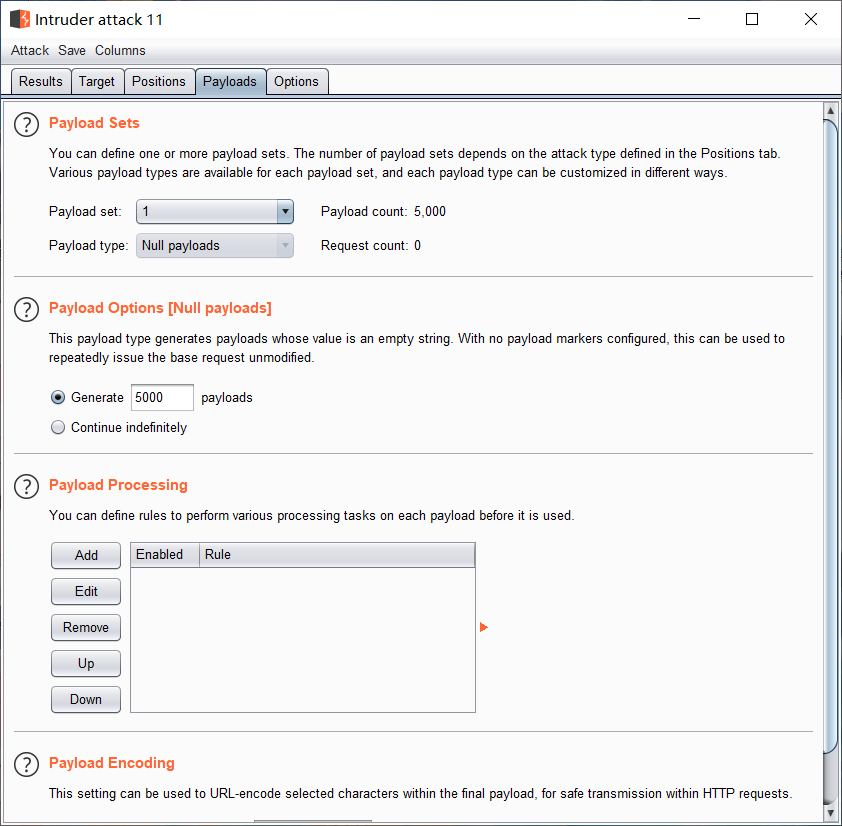 Intruder attack 11
Attack Save Columns
Results Target Positions Payloads Options
? Payload Sets
You can define one or more payload sets. The number of payload sets depends on the attack type defined in the Positions tab.
Various payload types are available for each payload set, and each payload type can be customized in different ways.
Payload set: 1 Payload count: 5,000
Payload type: Null payloads Request count: 0
? Payload Options [Null payloads]
This payload type generates payloads whose value is an empty string. With no payload markers configured, this can be used to
repeatedly issue the base request unmodified.
Generate 5000 payloads
Continue indefinitely
? Payload Processing
You can define rules to perform various processing tasks on each payload before it is used.
Add Enabled Rule
Edit
Remove
Up
Down
? Payload Encoding
This setting can be used to URL-encode selected characters within the final payload, for safe transmission within HTTP requests.